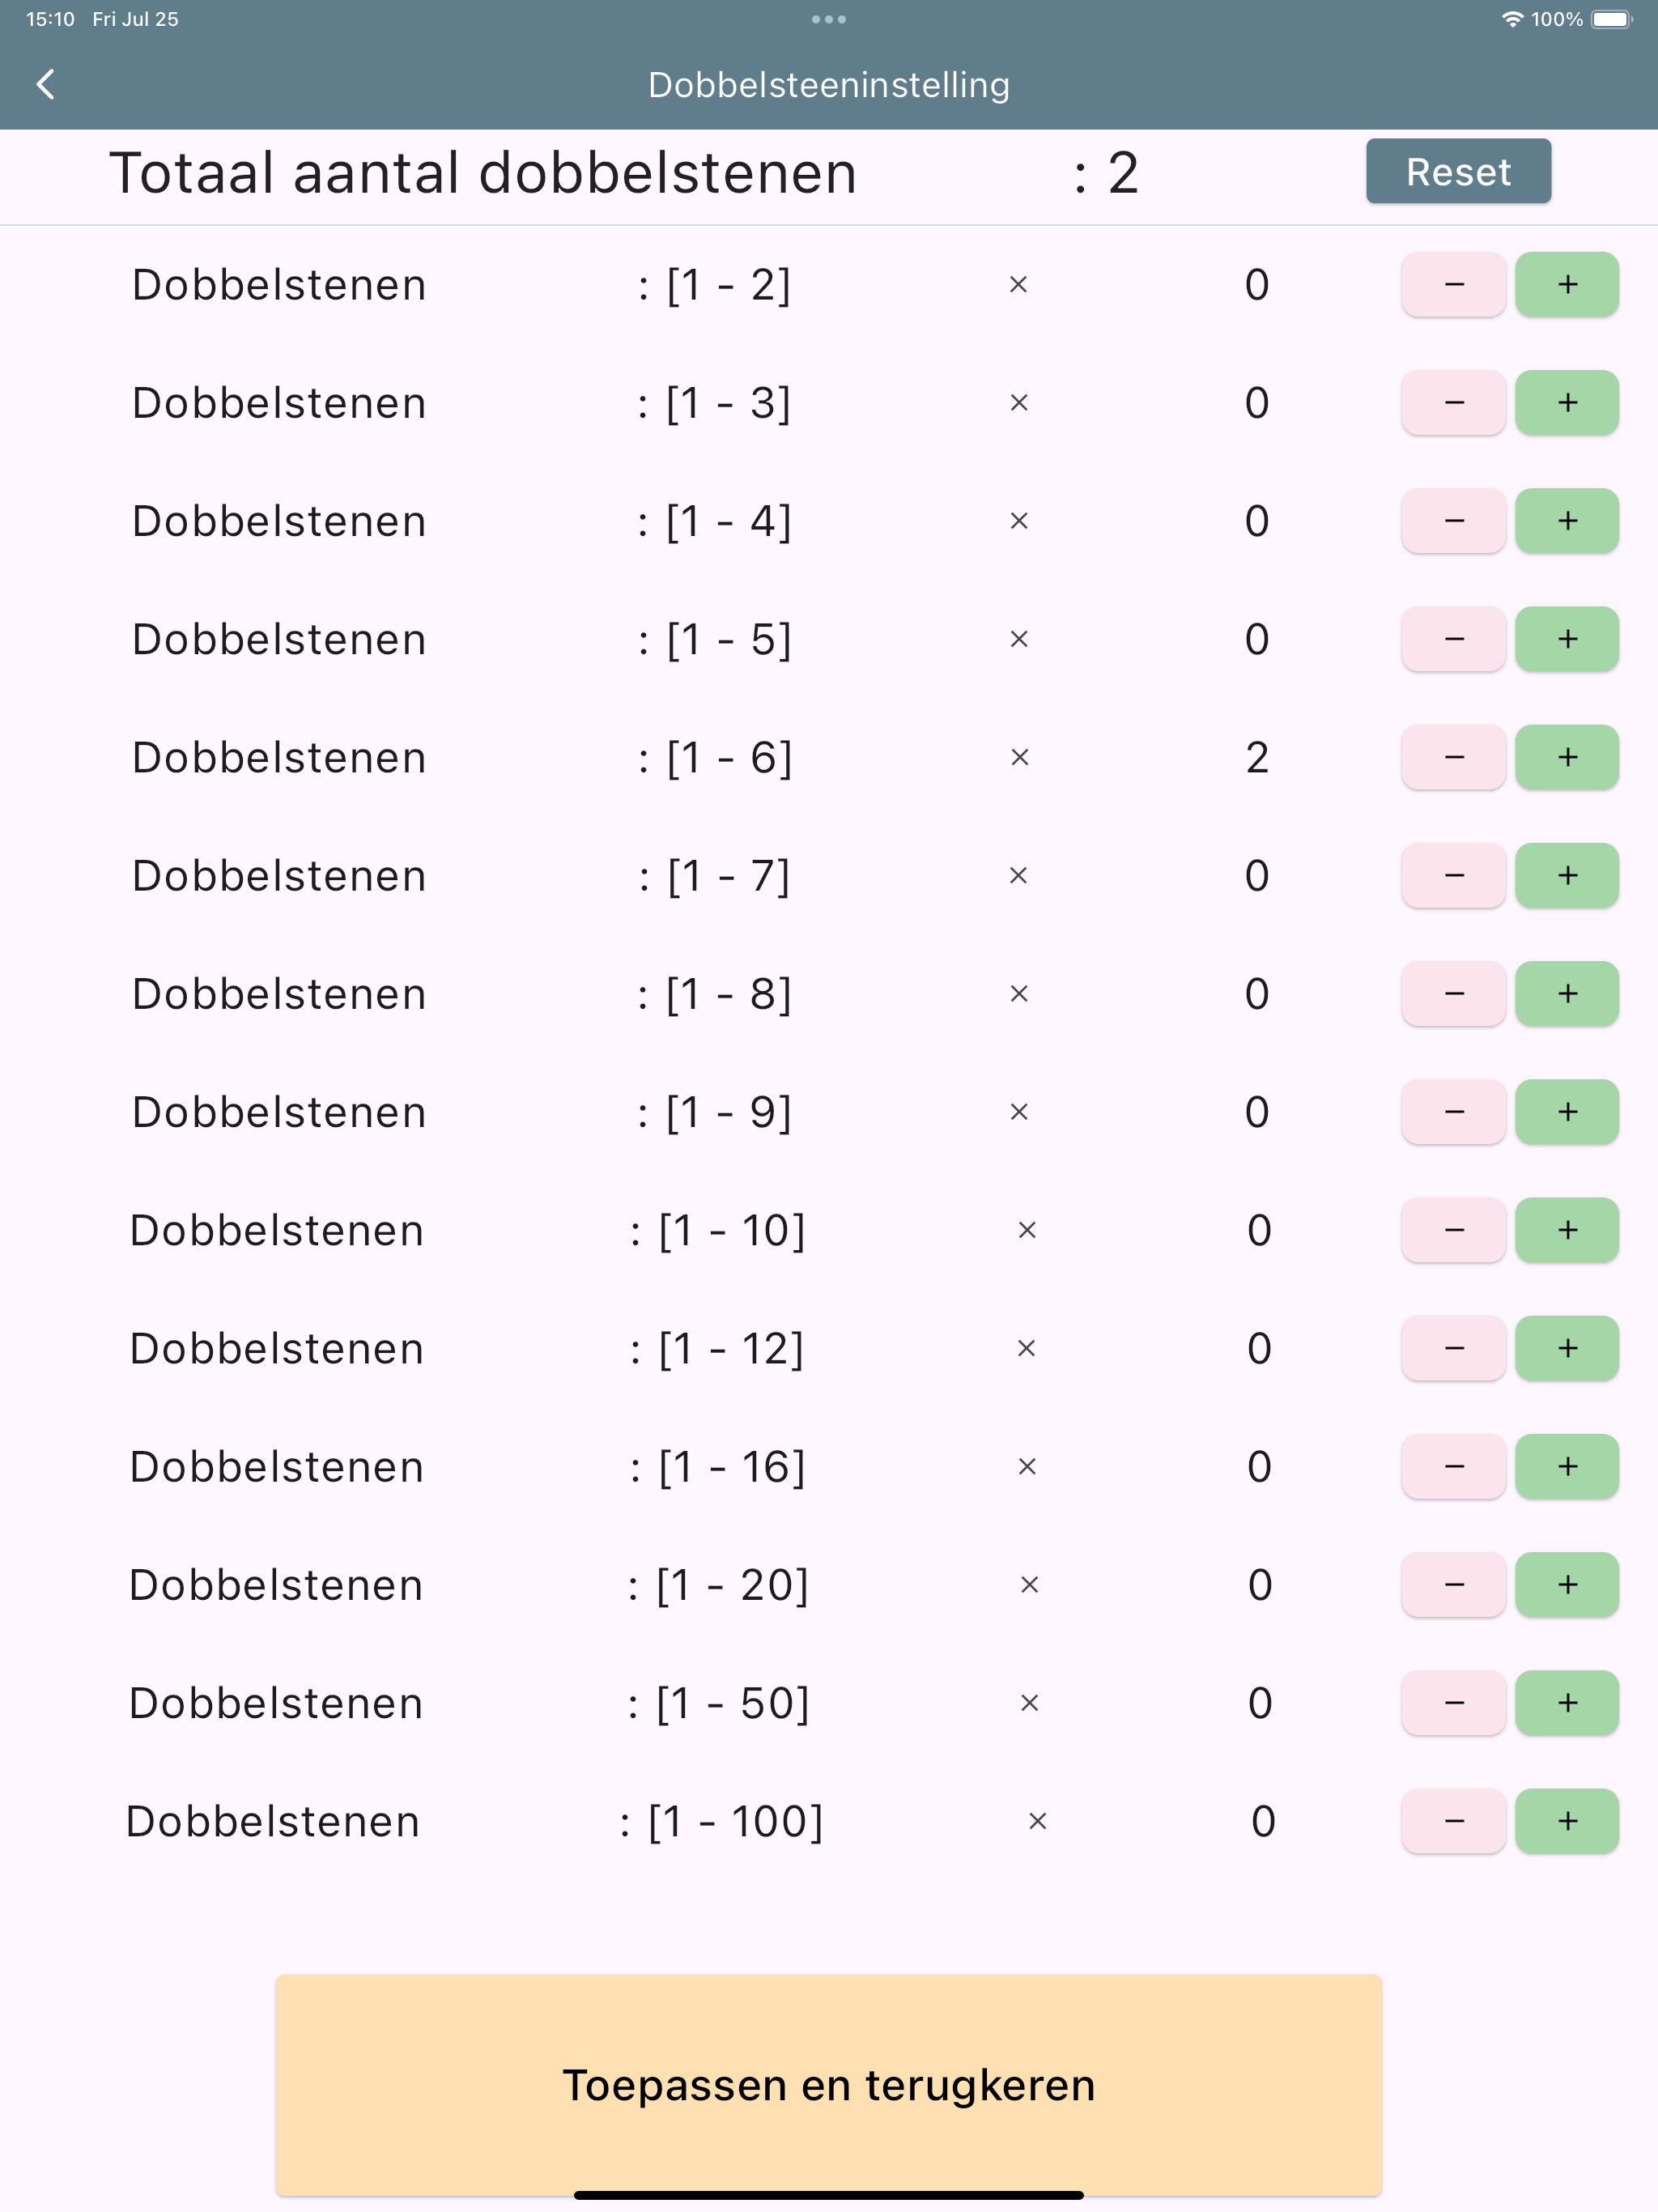 15:10 Fri Jul 25 100%
Dobbelsteeninstelling
Totaal aantal dobbelstenen : 2 Reset
Dobbelstenen : [1 - 2] × 0 − +
Dobbelstenen : [1 - 3] × 0 − +
Dobbelstenen : [1 - 4] × 0 − +
Dobbelstenen : [1 - 5] × 0 − +
Dobbelstenen : [1 - 6] × 2 − +
Dobbelstenen : [1 - 7] × 0 − +
Dobbelstenen : [1 - 8] × 0 − +
Dobbelstenen : [1 - 9] × 0 − +
Dobbelstenen : [1 - 10] × 0 − +
Dobbelstenen : [1 - 12] × 0 − +
Dobbelstenen : [1 - 16] × 0 − +
Dobbelstenen : [1 - 20] × 0 − +
Dobbelstenen : [1 - 50] × 0 − +
Dobbelstenen : [1 - 100] × 0 − +
Toepassen en terugkeren